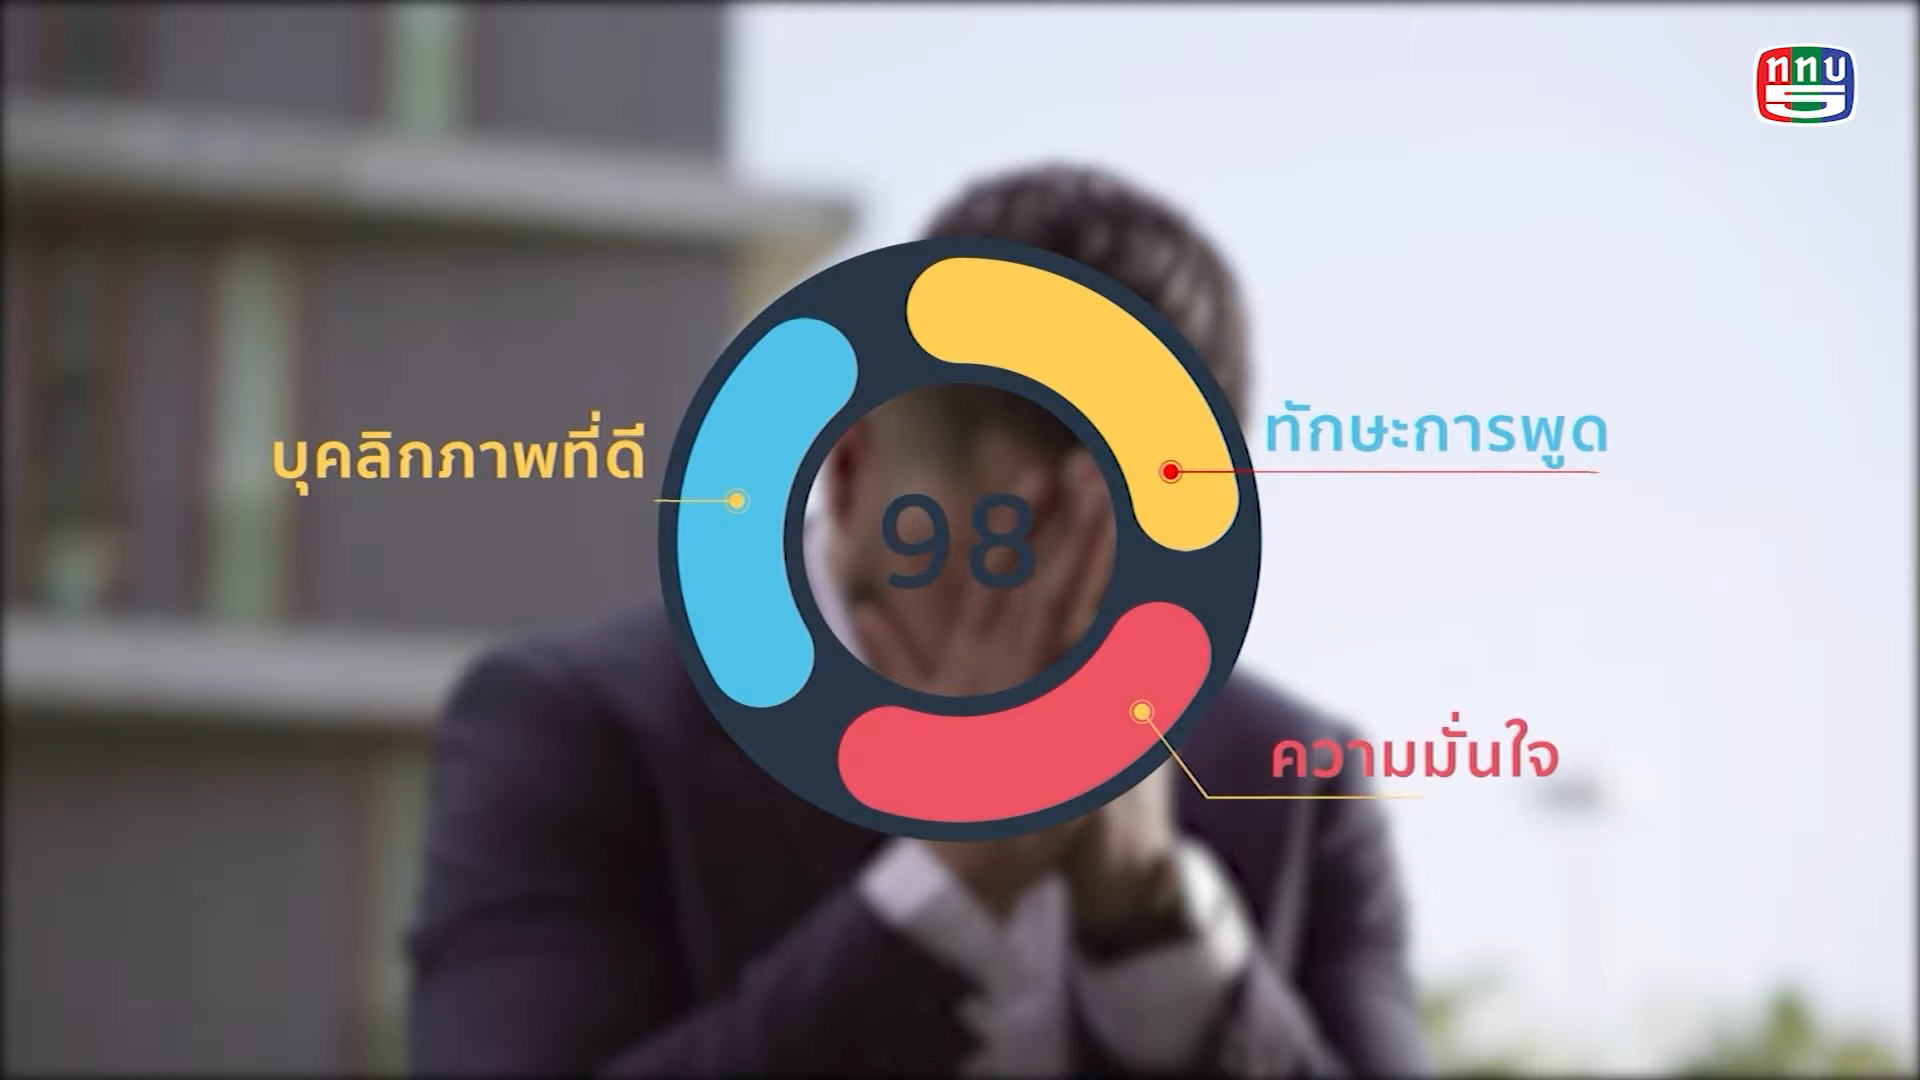 ททบ
5
ทักษะการพูด
บุคลิกภาพที่ดี
98
ความมั่นใจ